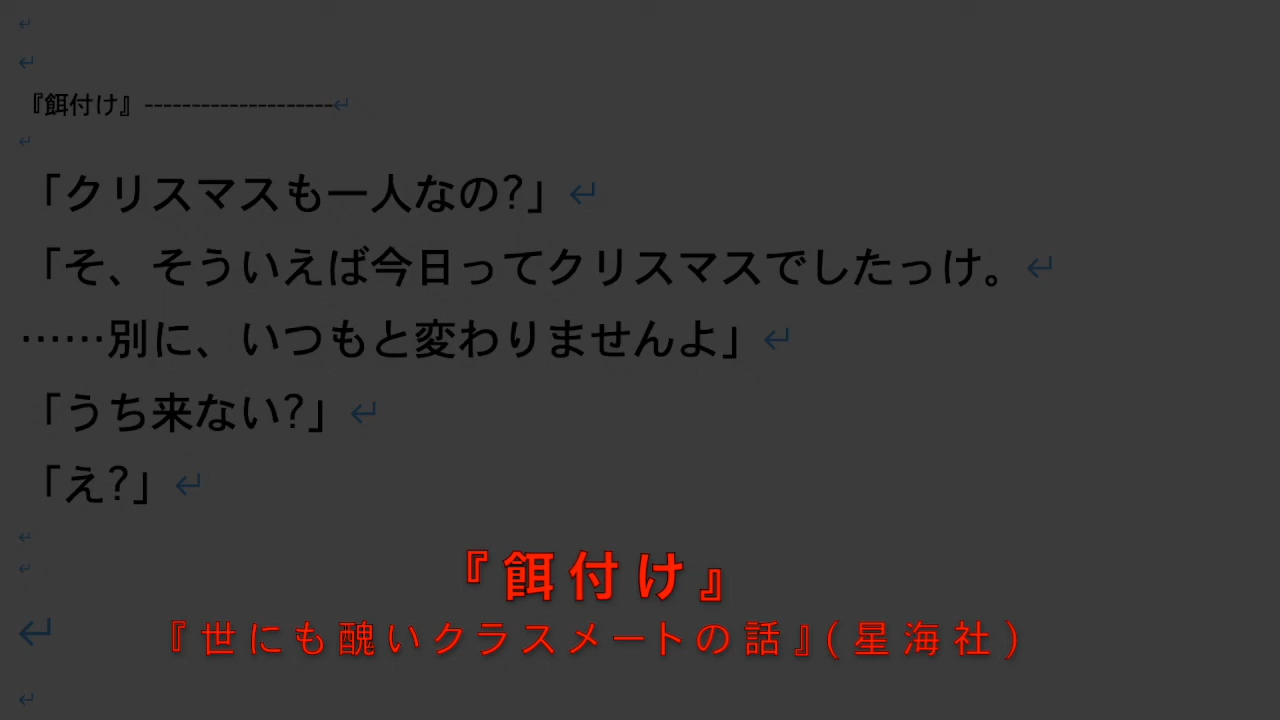 『餌付け』--------------------↵
「クリスマスも一人なの?」↵
「そ、そういえば今日ってクリスマスでしたっけ。↵
……別に、いつもと変わりませんよ」↵
「うち来ない?」↵
「え?」↵
『餌付け』
『世にも醜いクラスメートの話』(星海社)